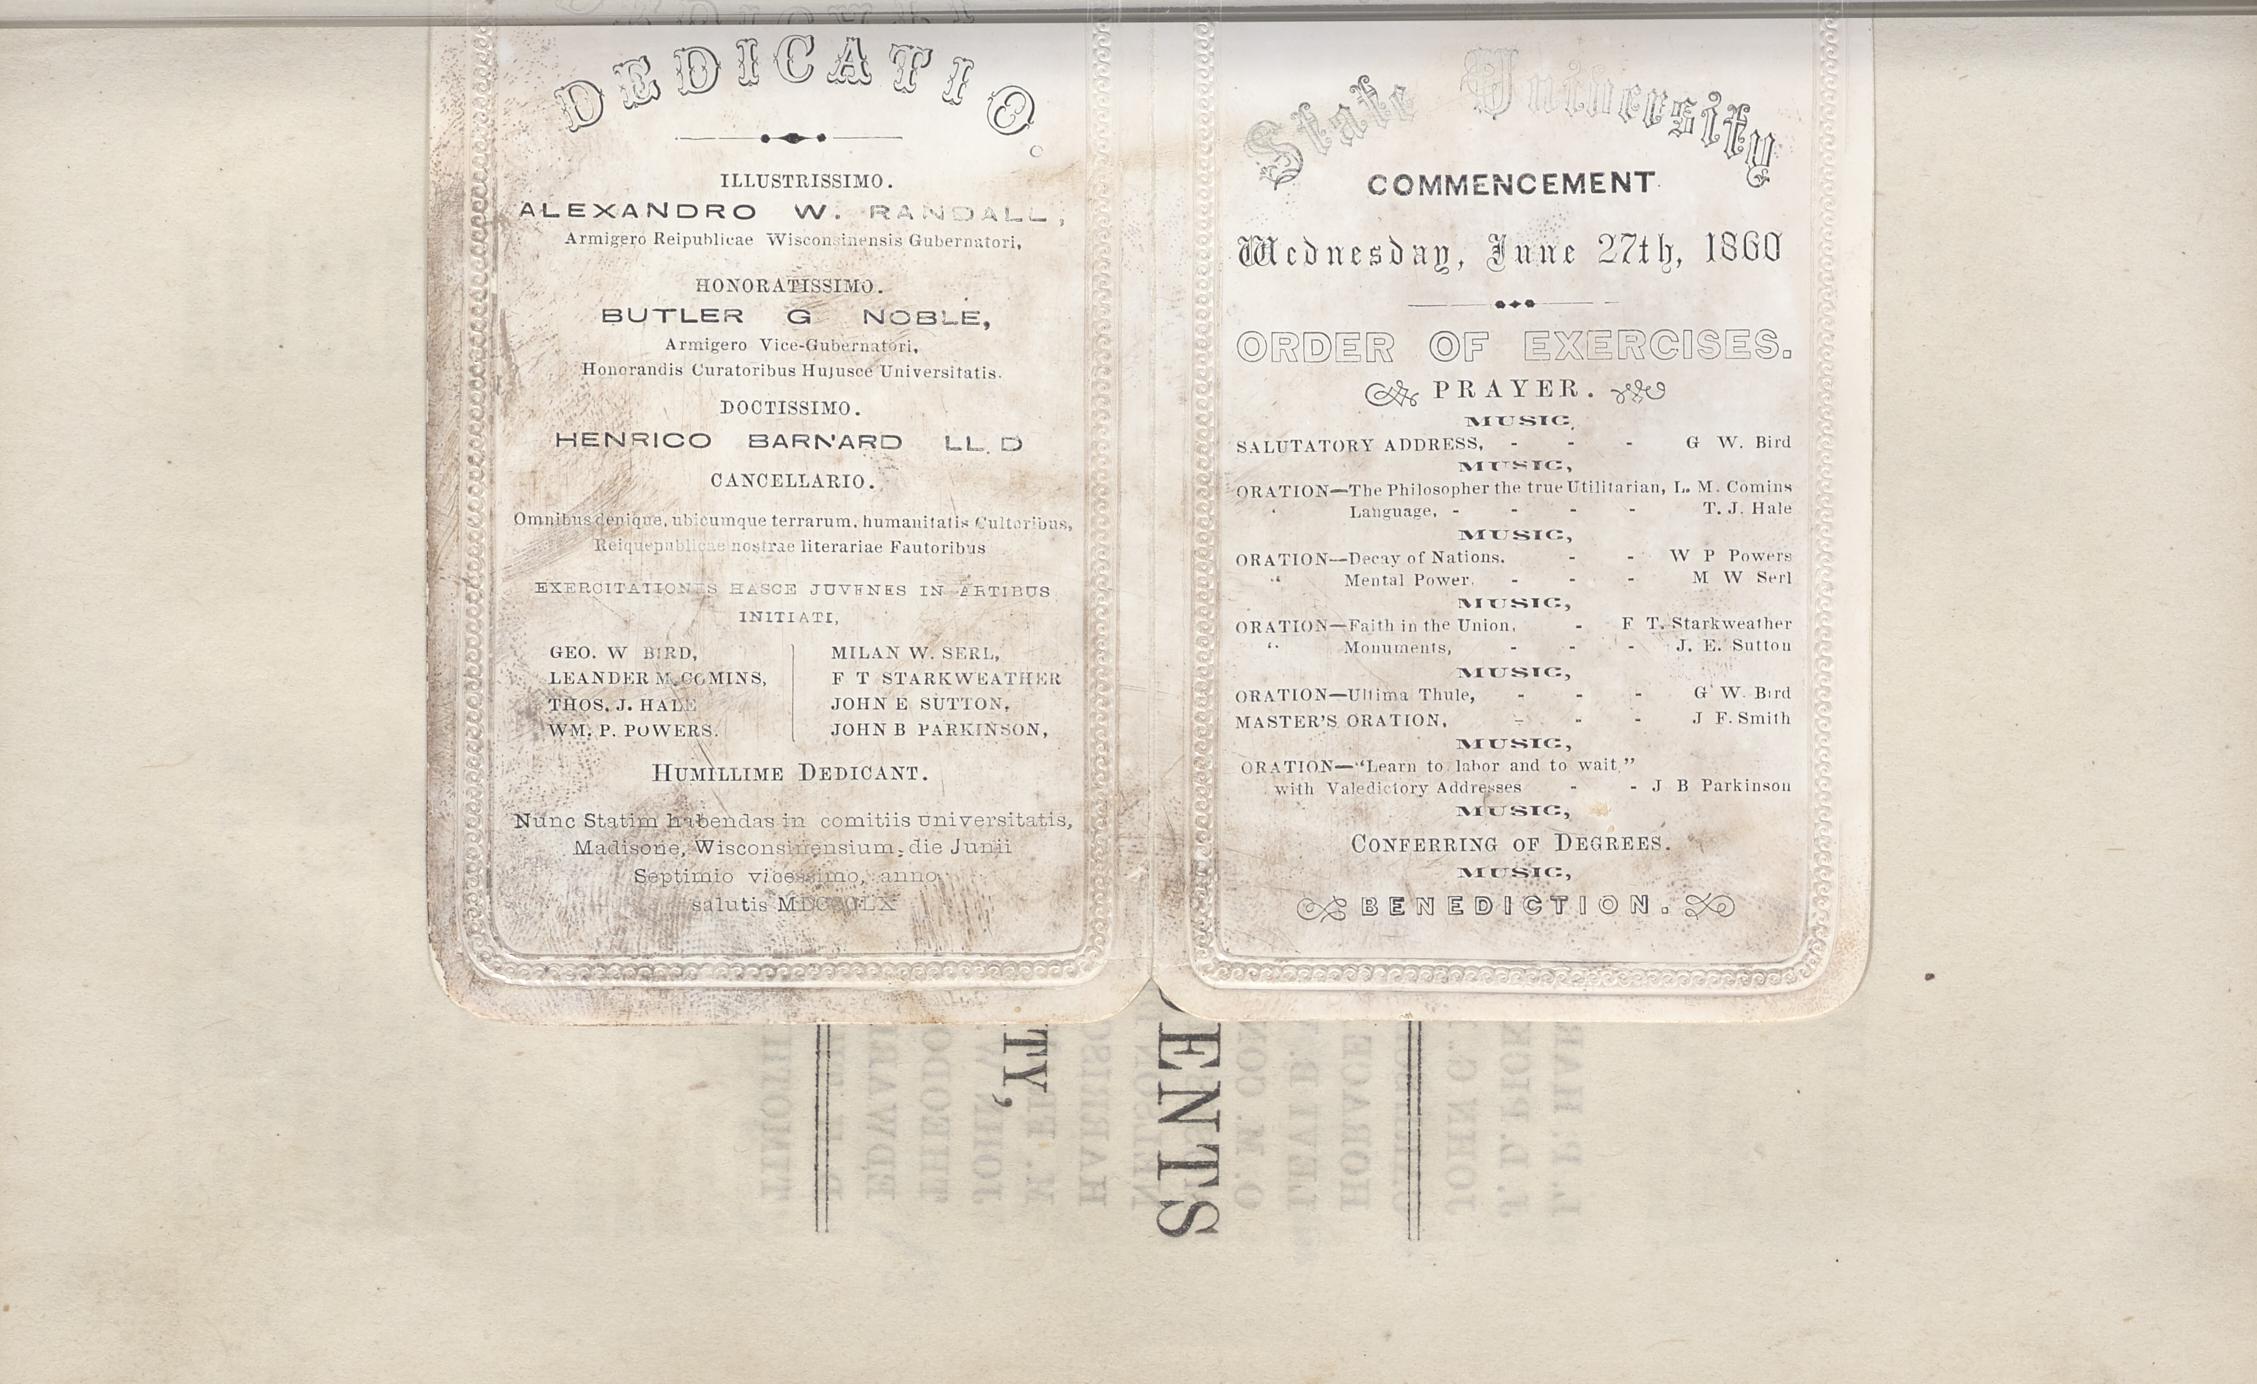 DEDICATIO.
ILLUSTRISSIMO.
ALEXANDRO W. RANDALL,
Armigero Reipublicae Wisconsinensis Gubernatori,
HONORATISSIMO.
BUTLER G NOBLE,
Armigero Vice-Gubernatori,
Honorandis Curatoribus Hujusce Universitatis.
DOCTISSIMO.
HENRICO BARNARD LL. D
CANCELLARIO.
Omnibus denique, ubicumque terrarum, humanitatis Cultoribus,
Reiquepublicae nostrae literariae Fautoribus
EXERCITATIONES HASCE JUVENES IN ARTIBUS
INITIATI,
GEO. W BIRD,
LEANDER M. COMINS,
THOS. J. HALE
WM. P. POWERS.
MILAN W. SERL,
F T STARKWEATHER
JOHN E SUTTON,
JOHN B PARKINSON,
HUMILLIME DEDICANT.
Nunc Statim habendas in comitiis universitatis,
Madisone, Wisconsinensium, die Junii
Septimio vicessimo, anno
salutis MDCCCLX
State University
COMMENCEMENT
Wednesday, June 27th, 1860
ORDER OF EXERCISES.
PRAYER.
MUSIC,
SALUTATORY ADDRESS, - - - G W. Bird
MUSIC,
ORATION—The Philosopher the true Utilitarian, L. M. Comins
" Language, - - - - T. J. Hale
MUSIC,
ORATION—Decay of Nations. - - W P Powers
" Mental Power, - - - M W Serl
MUSIC,
ORATION—Faith in the Union, - F T. Starkweather
" Monuments, - - - J. E. Sutton
MUSIC,
ORATION—Ultima Thule, - - - G W. Bird
MASTER'S ORATION, - - - J F. Smith
MUSIC,
ORATION—"Learn to labor and to wait,"
with Valedictory Addresses - - J B Parkinson
MUSIC,
CONFERRING OF DEGREES.
MUSIC,
BENEDICTION.
ENTS
TY,